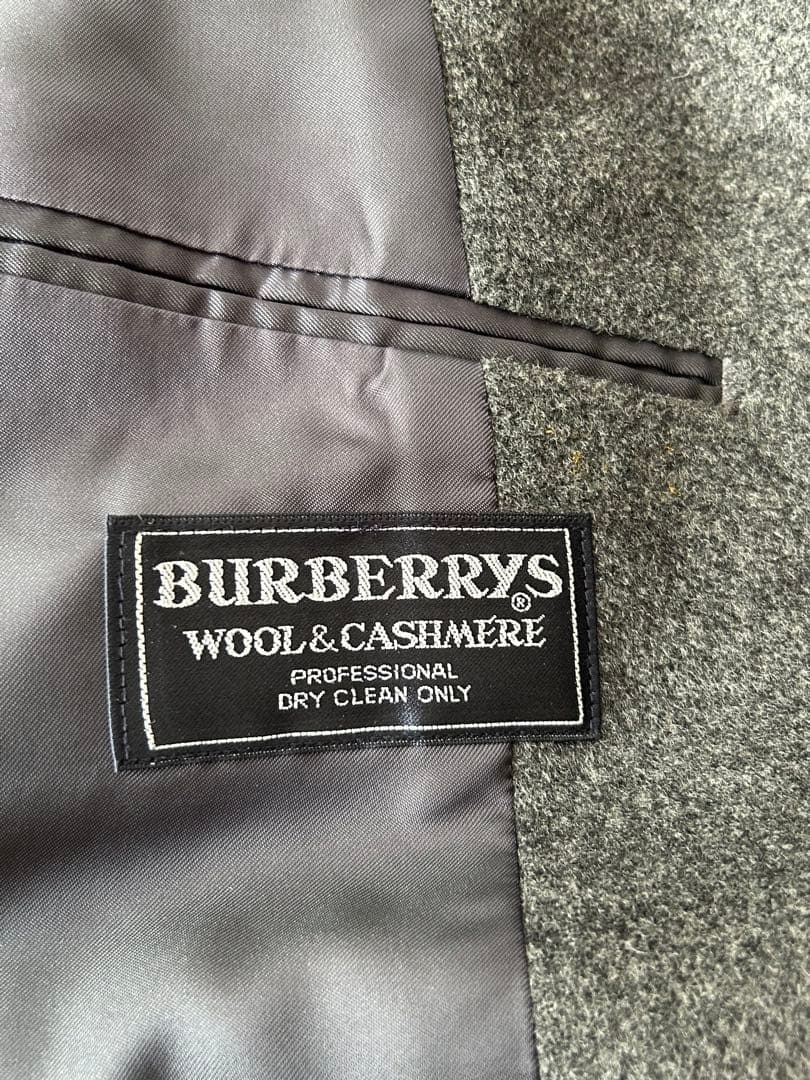 BURBERRYS®
WOOL&CASHMERE
PROFESSIONAL
DRY CLEAN ONLY